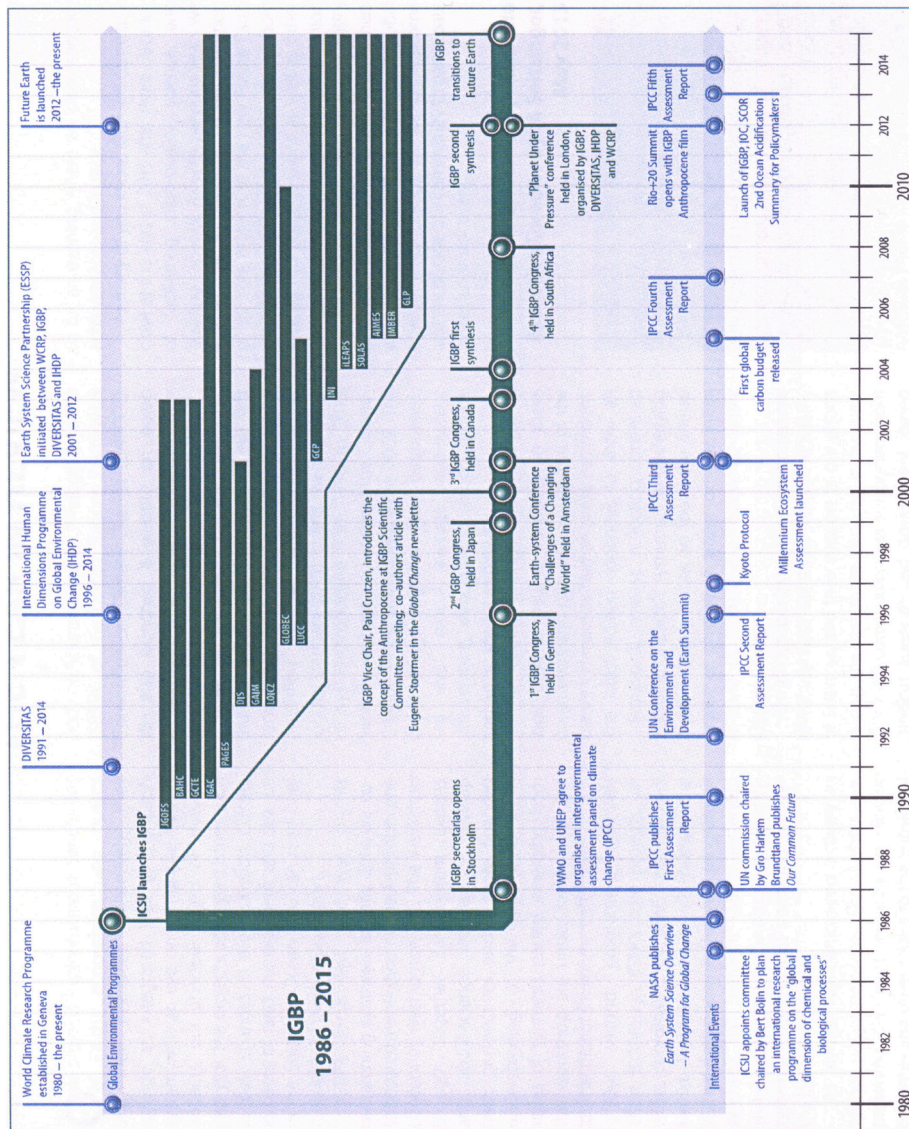 World Climate Research Programme
established in Geneva
1980 – the present
DIVERSITAS
1991 – 2014
International Human
Dimensions Programme
on Global Environmental
Change (IHDP)
1996 – 2014
Earth System Science Partnership (ESSP)
initiated between WCRP, IGBP,
DIVERSITAS and IHDP
2001 – 2012
Future Earth
is launched
2012 –the present
Global Environmental Programmes
ICSU launches IGBP
IGBP
1986 – 2015
JGOFS
BAHC
GCTE
IGAC
PAGES
DIS
GAIM
LOICZ
GLOBEC
LUCC
GCP
INI
iLEAPS
SOLAS
AIMES
IMBER
GLP
IGBP Vice Chair, Paul Crutzen, introduces the
concept of the Anthropocene at IGBP Scientific
Committee meeting; co-authors article with
Eugene Stoermer in the Global Change newsletter
IGBP secretariat opens
in Stockholm
2nd IGBP Congress,
held in Japan
3rd IGBP Congress,
held in Canada
IGBP first
synthesis
IGBP second
synthesis
IGBP
transitions to
Future Earth
1st IGBP Congress,
held in Germany
Earth-system Conference
"Challenges of a Changing
World" held in Amsterdam
4th IGBP Congress,
held in South Africa
"Planet Under
Pressure" conference
held in London,
organised by IGBP,
DIVERSITAS, IHDP
and WCRP
WMO and UNEP agree to
organise an intergovernmental
assessment panel on climate
change (IPCC)
NASA publishes
Earth System Science Overview
– A Program for Global Change
IPCC publishes
First Assessment
Report
UN Conference on the
Environment and
Development (Earth Summit)
Kyoto Protocol
IPCC Third
Assessment
Report
IPCC Fourth
Assessment
Report
Rio+20 Summit
opens with IGBP
Anthropocene film
IPCC Fifth
Assessment
Report
International Events
ICSU appoints committee
chaired by Bert Bolin to plan
an international research
programme on the "global
dimension of chemical and
biological processes"
UN commission chaired
by Gro Harlem
Brundtland publishes
Our Common Future
IPCC Second
Assessment Report
Millennium Ecosystem
Assessment launched
First global
carbon budget
released
Launch of IGBP, IOC, SCOR
2nd Ocean Acidification
Summary for Policymakers
1980
1982
1984
1986
1988
1990
1992
1994
1996
1998
2000
2002
2004
2006
2008
2010
2012
2014